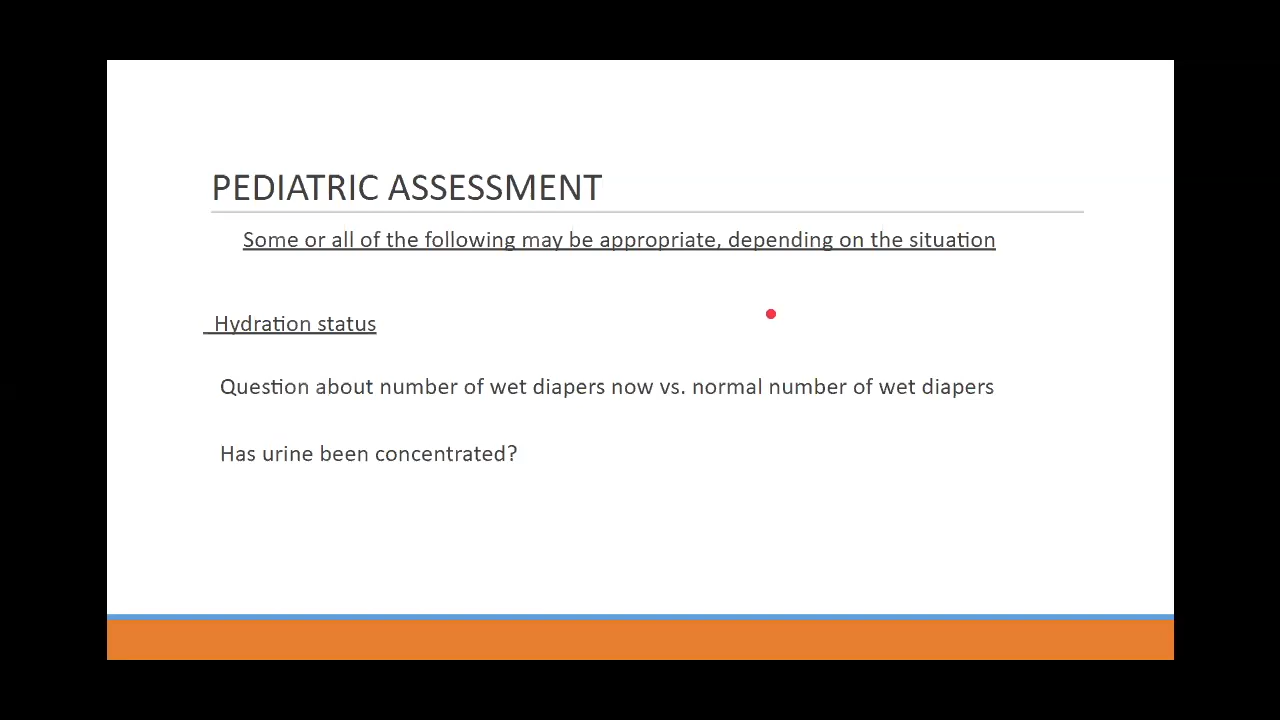 PEDIATRIC ASSESSMENT
Some or all of the following may be appropriate, depending on the situation
Hydration status
Question about number of wet diapers now vs. normal number of wet diapers
Has urine been concentrated?